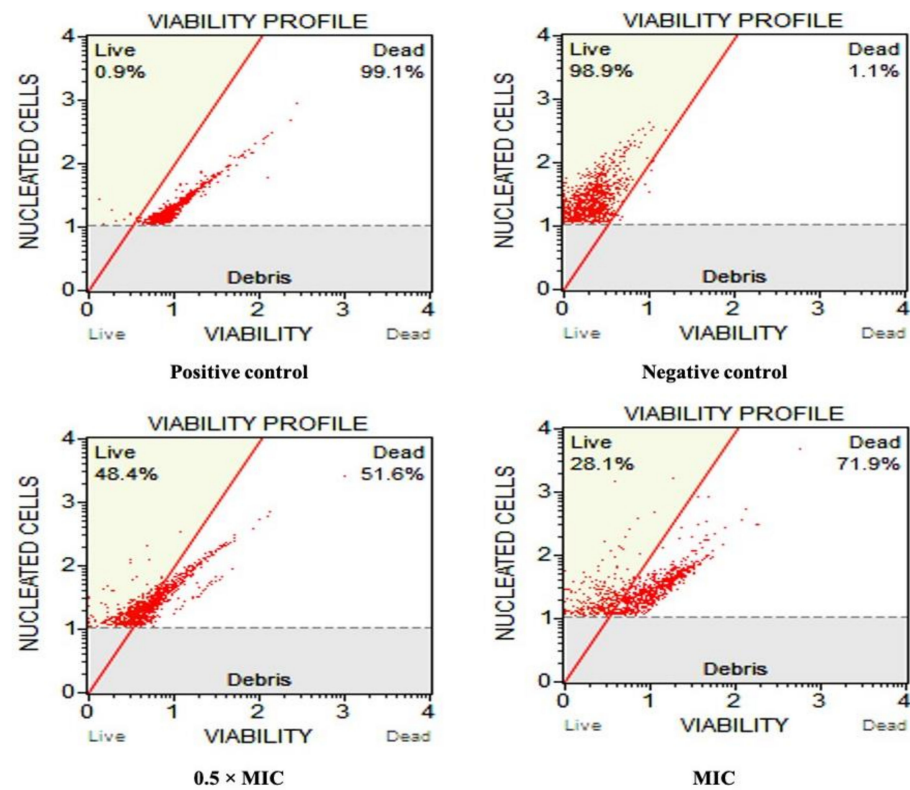 VIABILITY PROFILE
4
3
2
1
0
NUCLEATED CELLS
Live
0.9%
Dead
99.1%
Debris
0 1 2 3 4
Live VIABILITY Dead
Positive control
VIABILITY PROFILE
4
3
2
1
0
NUCLEATED CELLS
Live
98.9%
Dead
1.1%
Debris
0 1 2 3 4
Live VIABILITY Dead
Negative control
VIABILITY PROFILE
4
3
2
1
0
NUCLEATED CELLS
Live
48.4%
Dead
51.6%
Debris
0 1 2 3 4
Live VIABILITY Dead
0.5 × MIC
VIABILITY PROFILE
4
3
2
1
0
NUCLEATED CELLS
Live
28.1%
Dead
71.9%
Debris
0 1 2 3 4
Live VIABILITY Dead
MIC